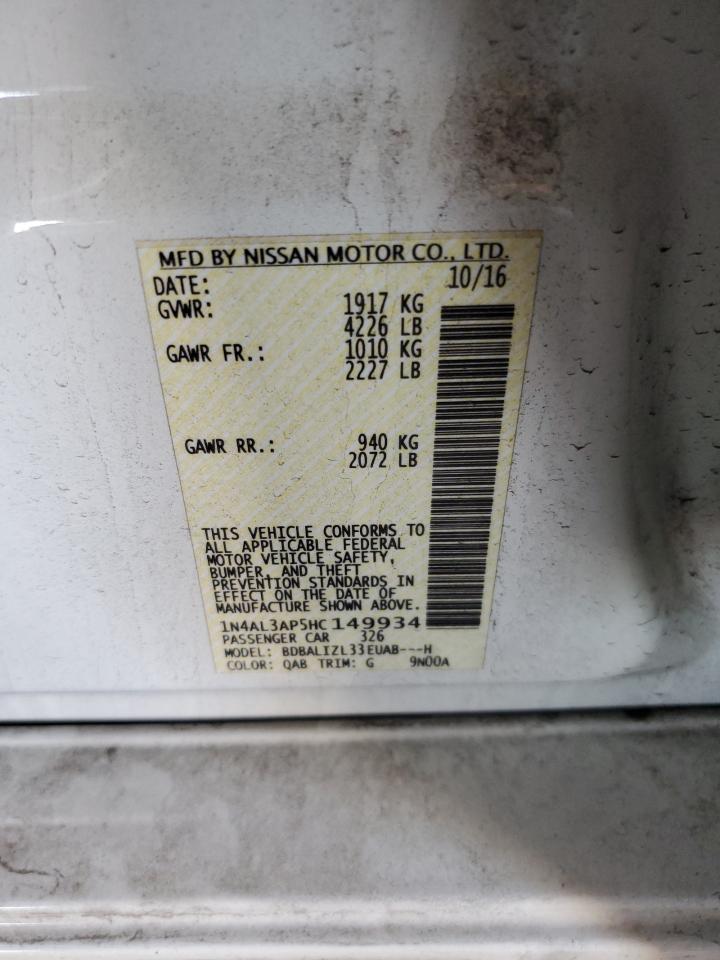 MFD BY NISSAN MOTOR CO., LTD.
DATE: 10/16
GVWR: 1917 KG
4226 LB
GAWR FR.: 1010 KG
2227 LB
GAWR RR.: 940 KG
2072 LB
THIS VEHICLE CONFORMS TO
ALL APPLICABLE FEDERAL
MOTOR VEHICLE SAFETY,
BUMPER, AND THEFT
PREVENTION STANDARDS IN
EFFECT ON THE DATE OF
MANUFACTURE SHOWN ABOVE.
1N4AL3AP5HC149934
PASSENGER CAR 326
MODEL: BDBALIZL33EUAB---H
COLOR: QAB TRIM: G 9N00A